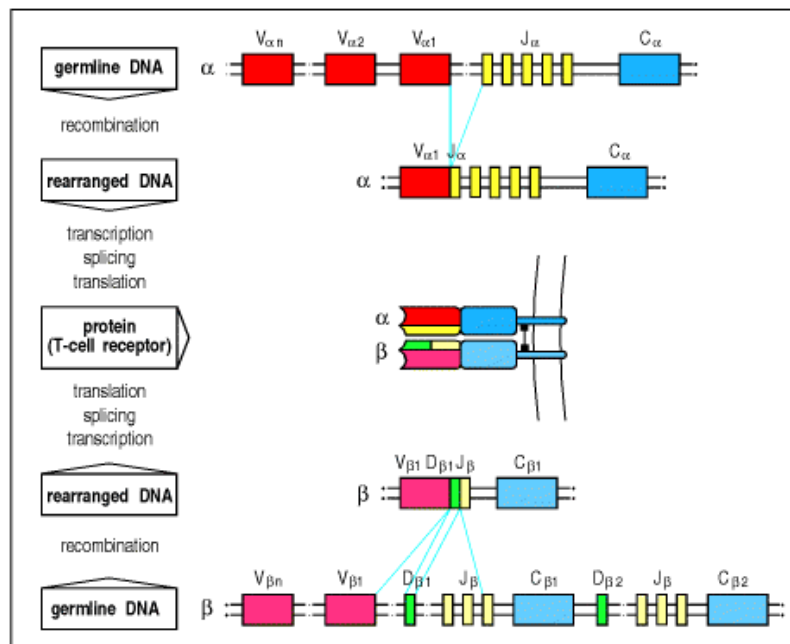 Vαn Vα2 Vα1 Jα Cα
germline DNA α
recombination
Vα1 Jα Cα
rearranged DNA α
transcription
splicing
translation
protein
(T-cell receptor)
α
β
translation
splicing
transcription
Vβ1 Dβ1 Jβ Cβ1
rearranged DNA β
recombination
Vβn Vβ1 Dβ1 Jβ Cβ1 Dβ2 Jβ Cβ2
germline DNA β